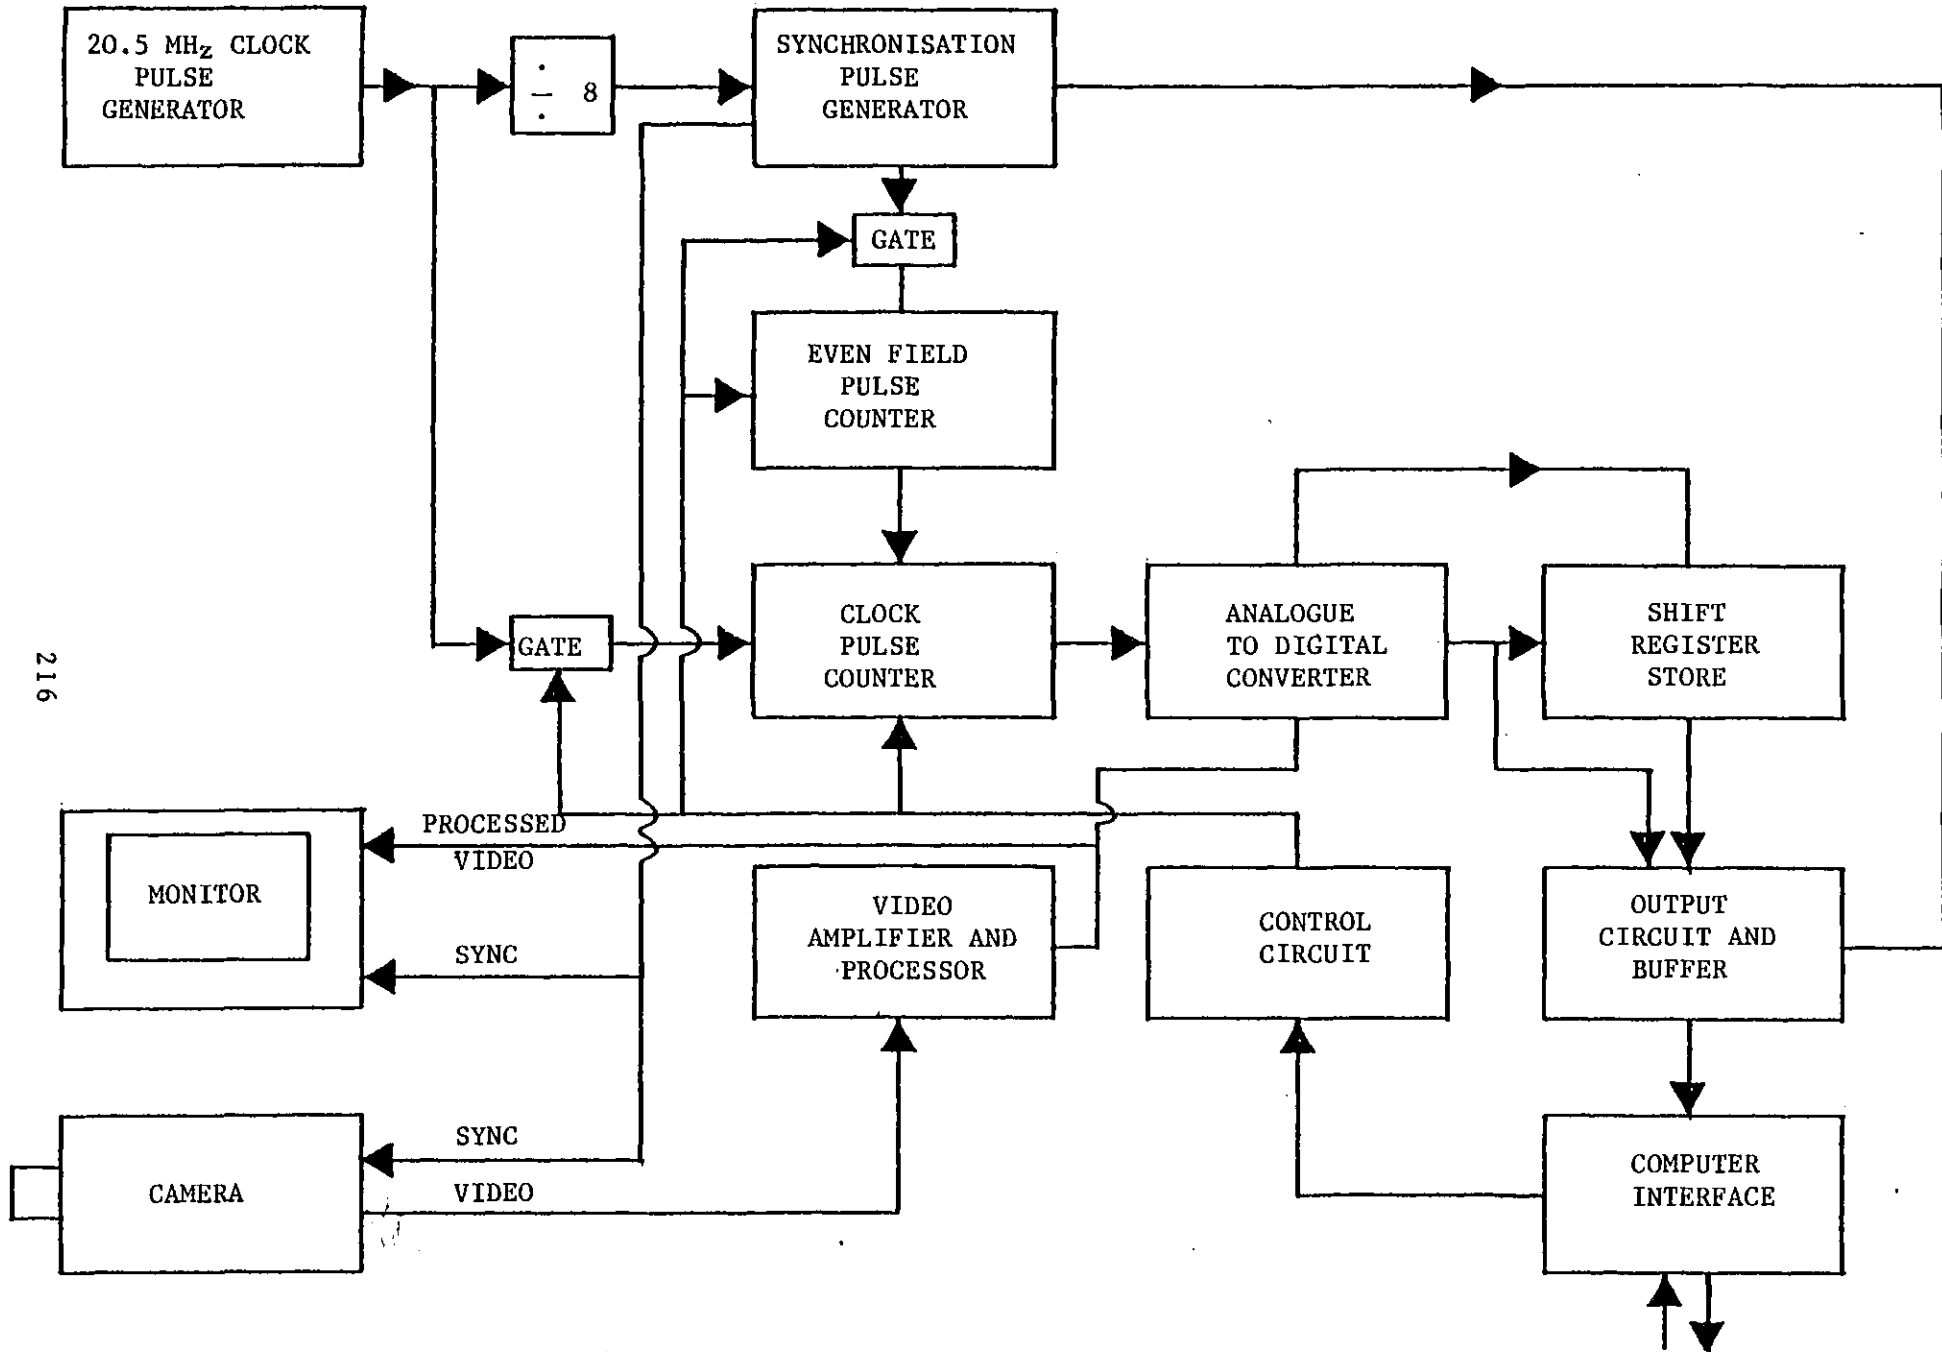 20.5 MHz CLOCK
PULSE
GENERATOR
÷ 8
SYNCHRONISATION
PULSE
GENERATOR
GATE
EVEN FIELD
PULSE
COUNTER
GATE
CLOCK
PULSE
COUNTER
ANALOGUE
TO DIGITAL
CONVERTER
SHIFT
REGISTER
STORE
216
PROCESSED
VIDEO
MONITOR
SYNC
VIDEO
AMPLIFIER AND
PROCESSOR
CONTROL
CIRCUIT
OUTPUT
CIRCUIT AND
BUFFER
SYNC
CAMERA
VIDEO
COMPUTER
INTERFACE